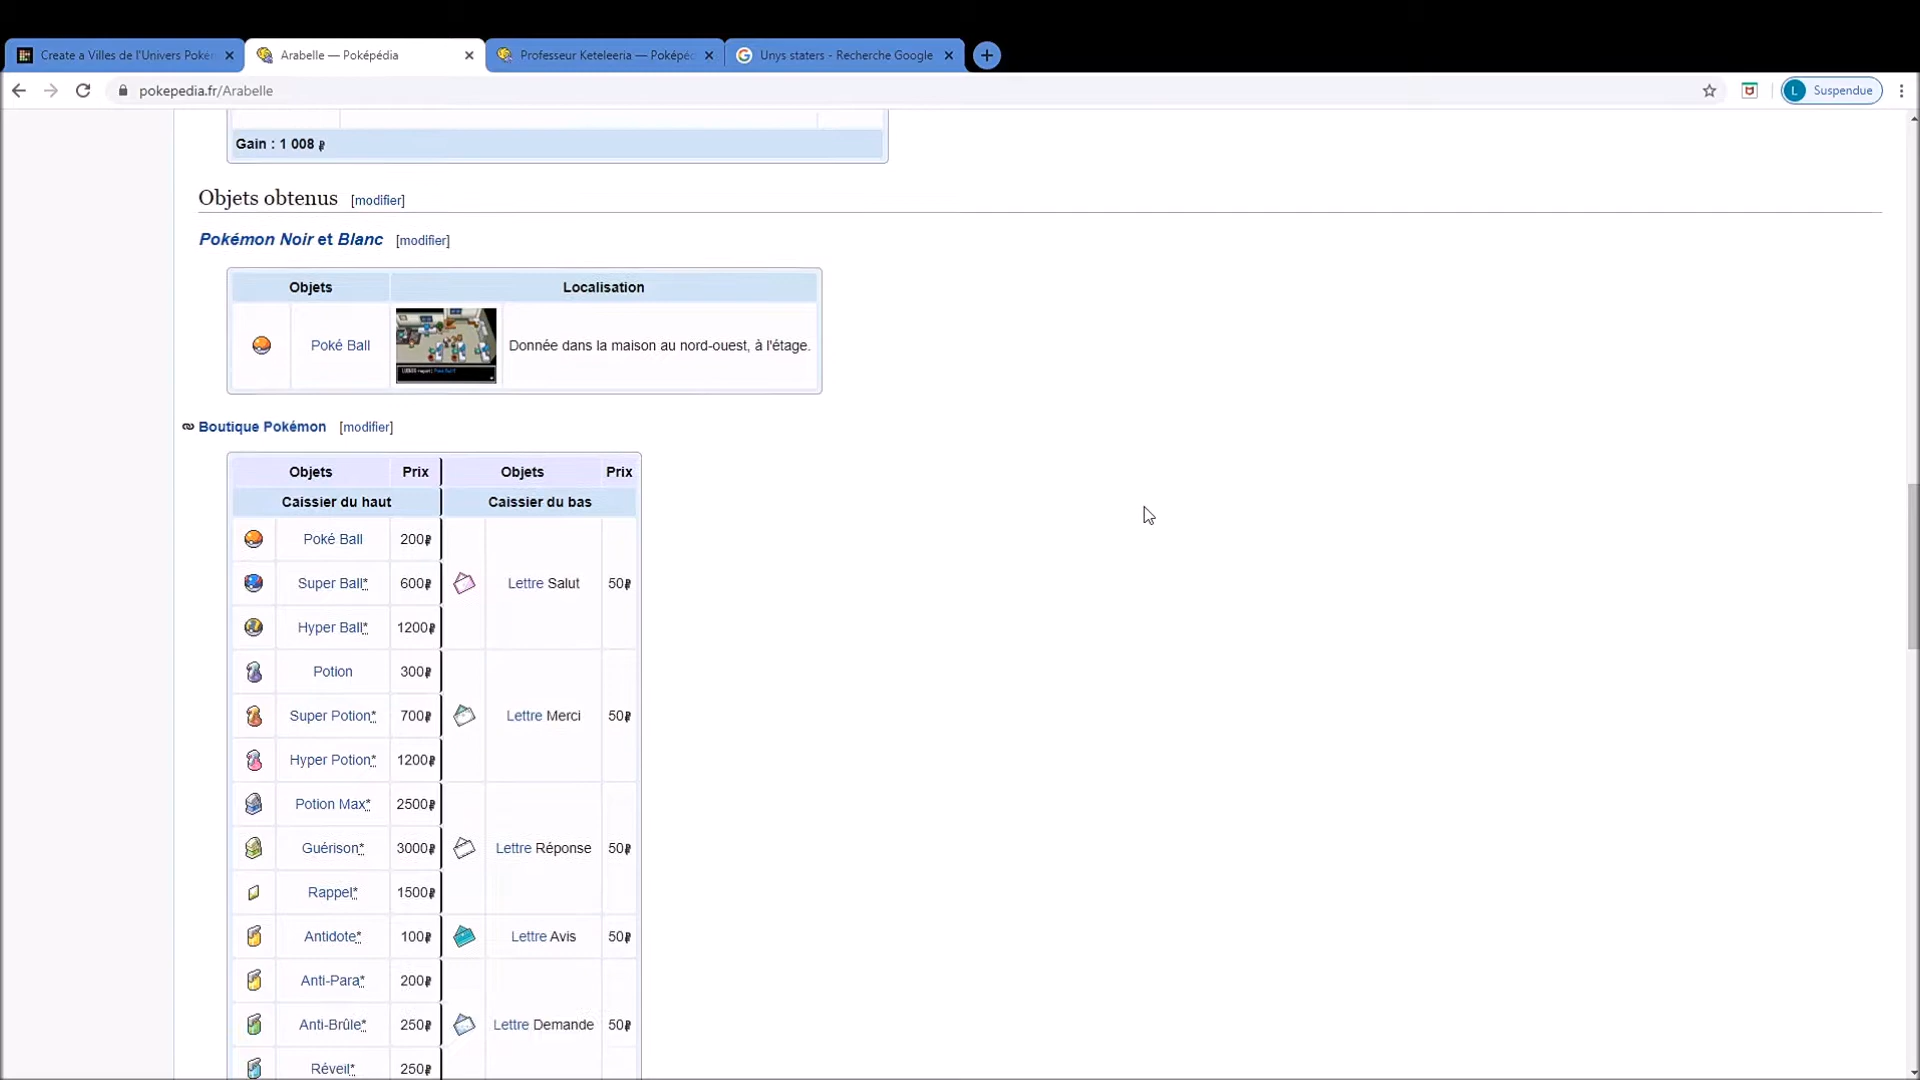 Create a Villes de l'Univers Poké
Arabelle — Poképédia
Professeur Keteleeria — Poképéd
Unys staters - Recherche Google
pokepedia.fr/Arabelle
L Suspendue
Gain : 1 008 ₽
Objets obtenus [modifier]
Pokémon Noir et Blanc [modifier]
Objets Localisation
Poké Ball Donnée dans la maison au nord-ouest, à l'étage.
Boutique Pokémon [modifier]
Objets Prix Objets Prix
Caissier du haut Caissier du bas
Poké Ball 200₽
Super Ball* 600₽ Lettre Salut 50₽
Hyper Ball* 1200₽
Potion 300₽
Super Potion* 700₽ Lettre Merci 50₽
Hyper Potion* 1200₽
Potion Max* 2500₽
Guérison* 3000₽ Lettre Réponse 50₽
Rappel* 1500₽
Antidote* 100₽ Lettre Avis 50₽
Anti-Para* 200₽
Anti-Brûle* 250₽ Lettre Demande 50₽
Réveil* 250₽